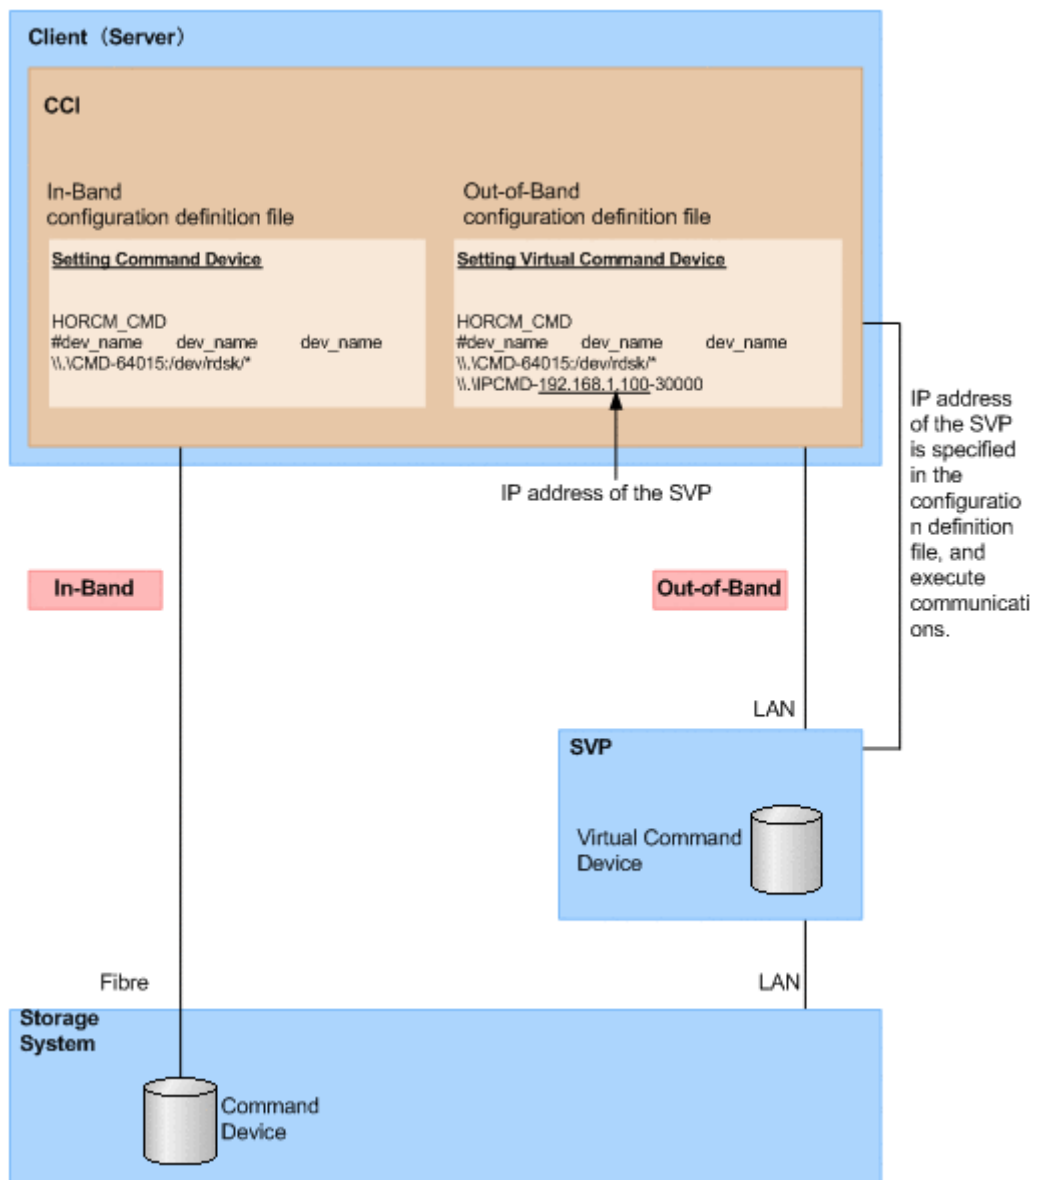 Client（Server）
CCI
In-Band
configuration definition file
Setting Command Device
HORCM_CMD
#dev_name dev_name dev_name
\\.\CMD-64015:/dev/rdsk/*
Out-of-Band
configuration definition file
Setting Virtual Command Device
HORCM_CMD
#dev_name dev_name dev_name
\\.\CMD-64015:/dev/rdsk/*
\\.\IPCMD-192.168.1.100-30000
IP address of the SVP
IP address
of the SVP
is specified
in the
configuratio
n definition
file, and
execute
communicati
ons.
In-Band
Out-of-Band
LAN
SVP
Virtual Command
Device
Fibre
LAN
Storage
System
Command
Device